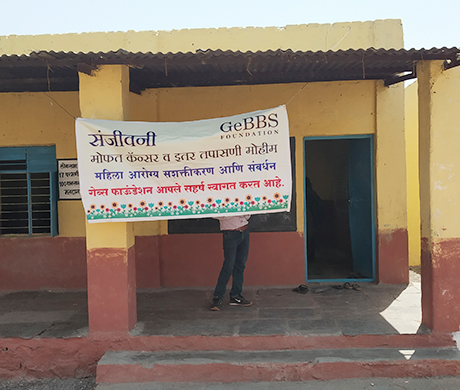 संजीवनी
GeBBS
FOUNDATION
मोफत कॅन्सर व इतर तपासणी मोहीम
महिला आरोग्य सशक्तीकरण आणि संबर्धन
गेब्स फाऊंडेशन आपले सहर्ष स्वागत करत आहे.